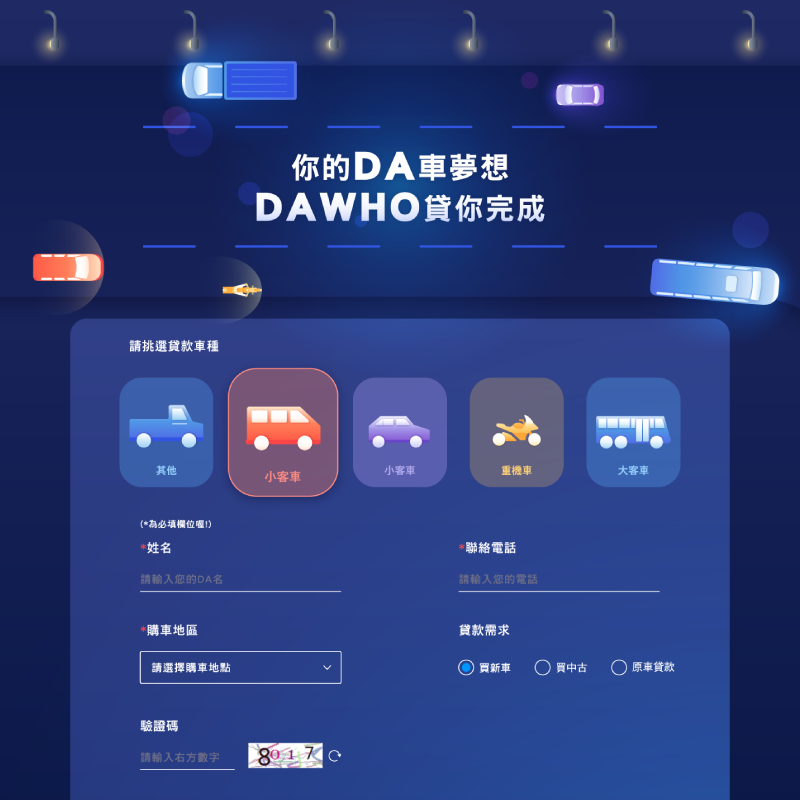 你的DA車夢想
DAWHO貸你完成
請挑選貸款車種
其他
小客車
小客車
重機車
大客車
(*為必填欄位喔!)
*姓名
*聯絡電話
請輸入您的DA名
請輸入您的電話
*購車地區
貸款需求
請選擇購車地點
買新車
買中古
原車貸款
驗證碼
請輸入右方數字
8017